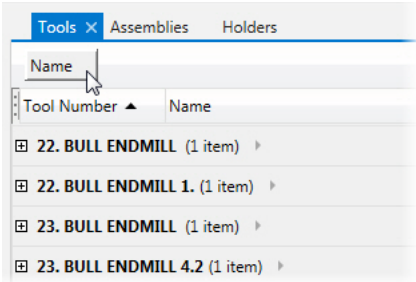 Tools × Assemblies Holders
Name
Tool Number ▲ Name
22. BULL ENDMILL (1 item)
22. BULL ENDMILL 1. (1 item)
23. BULL ENDMILL (1 item)
23. BULL ENDMILL 4.2 (1 item)